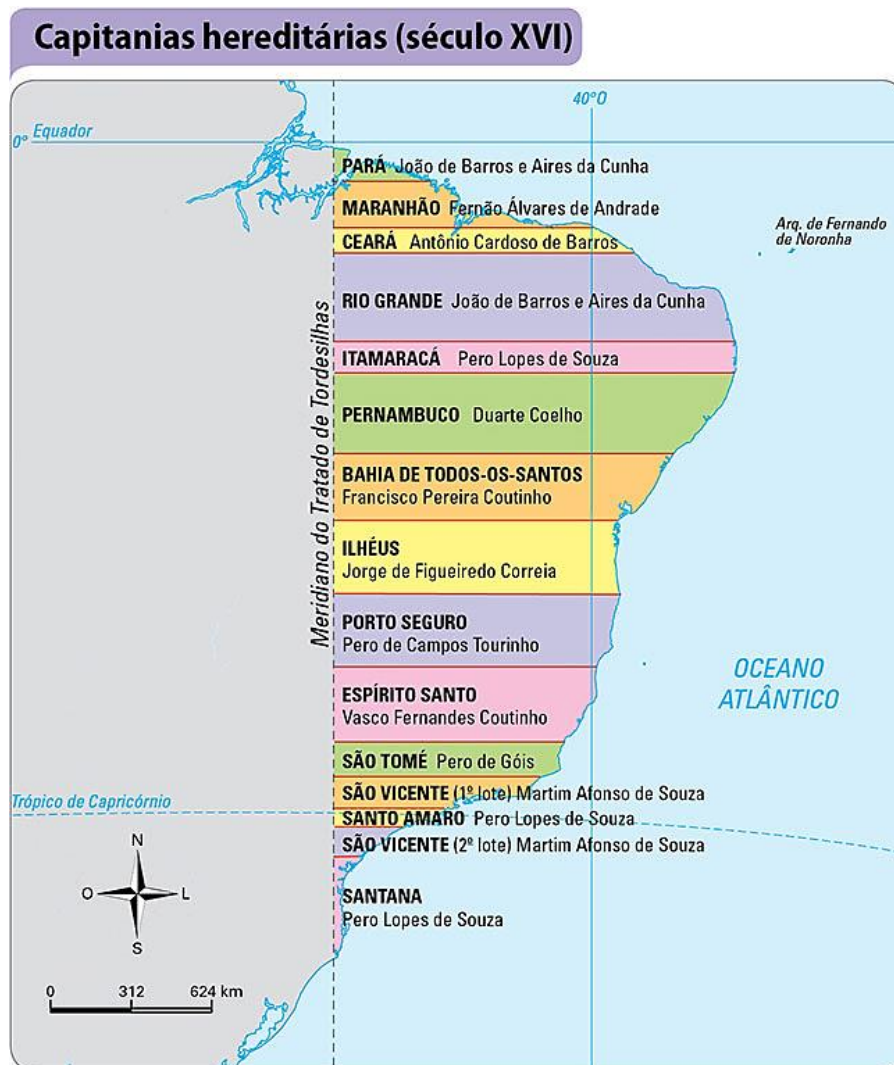 Capitanias hereditárias (século XVI)
40°O
0° Equador
PARÁ João de Barros e Aires da Cunha
MARANHÃO Fernão Álvares de Andrade
Arq. de Fernando
de Noronha
CEARÁ Antônio Cardoso de Barros
RIO GRANDE João de Barros e Aires da Cunha
ITAMARACÁ Pero Lopes de Souza
Meridiano do Tratado de Tordesilhas
PERNAMBUCO Duarte Coelho
BAHIA DE TODOS-OS-SANTOS
Francisco Pereira Coutinho
ILHÉUS
Jorge de Figueiredo Correia
PORTO SEGURO
Pero de Campos Tourinho
OCEANO
ATLÂNTICO
ESPÍRITO SANTO
Vasco Fernandes Coutinho
SÃO TOMÉ Pero de Góis
SÃO VICENTE (1º lote) Martim Afonso de Souza
Trópico de Capricórnio
SANTO AMARO Pero Lopes de Souza
SÃO VICENTE (2º lote) Martim Afonso de Souza
N
O
L
S
SANTANA
Pero Lopes de Souza
0 312 624 km